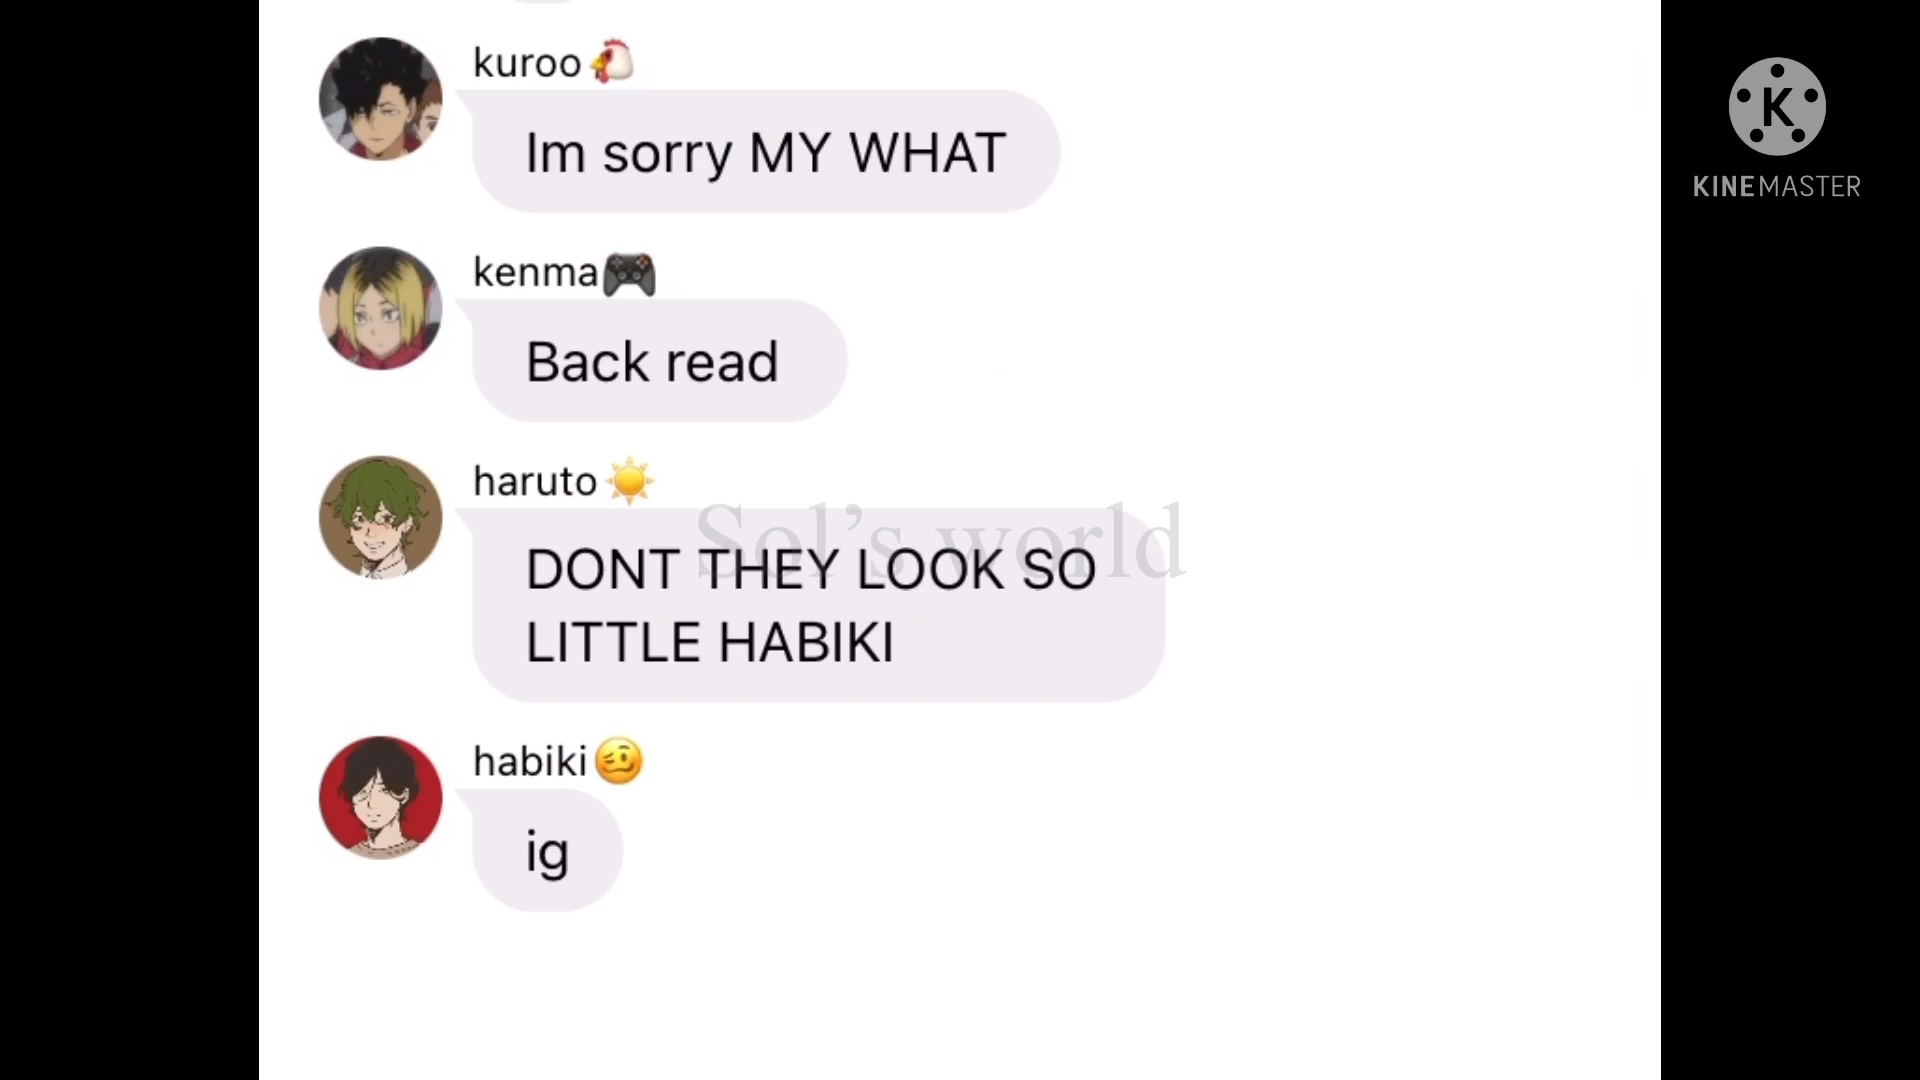 kuroo🐔
Im sorry MY WHAT
kenma🎮
Back read
haruto☀️
Sol’s world
DONT THEY LOOK SO
LITTLE HABIKI
habiki🥴
ig
K
KINEMASTER